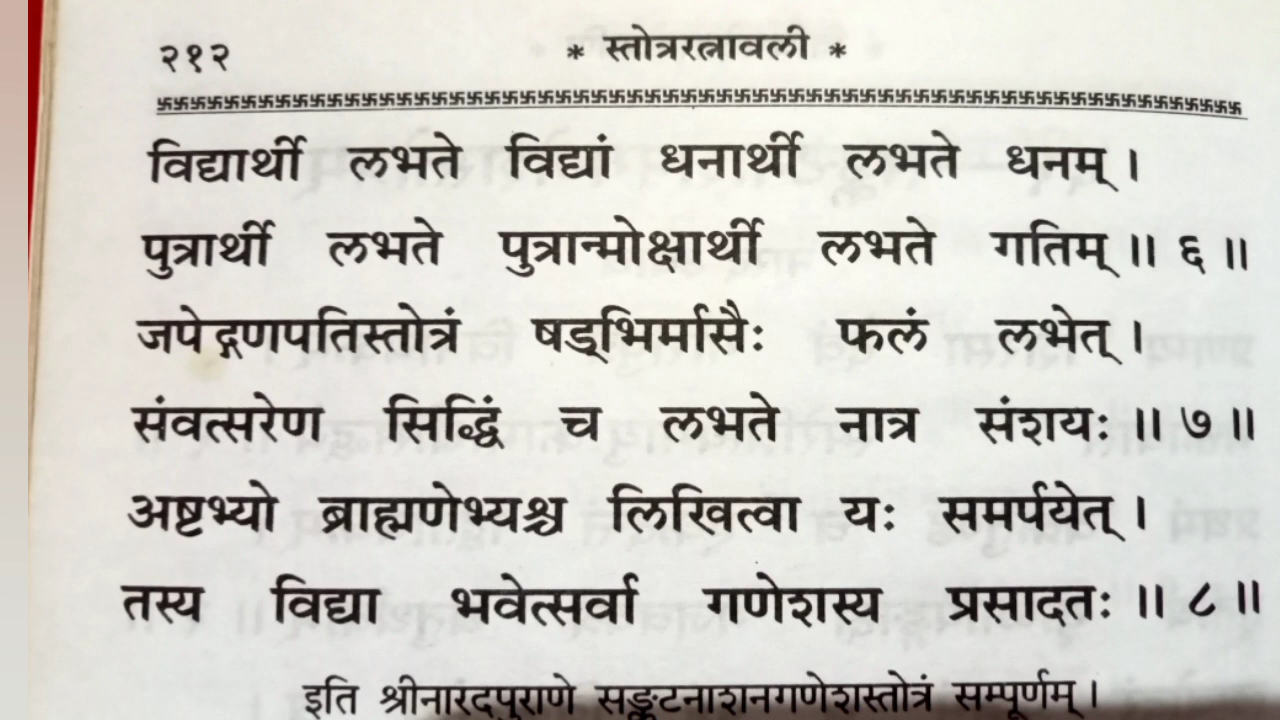 २१२ * स्तोत्ररत्नावली *
विद्यार्थी लभते विद्यां धनार्थी लभते धनम् ।
पुत्रार्थी लभते पुत्रान्मोक्षार्थी लभते गतिम् ॥ ६ ॥
जपेद्गणपतिस्तोत्रं षड्भिर्मासैः फलं लभेत् ।
संवत्सरेण सिद्धिं च लभते नात्र संशयः ॥ ७ ॥
अष्टभ्यो ब्राह्मणेभ्यश्च लिखित्वा यः समर्पयेत् ।
तस्य विद्या भवेत्सर्वा गणेशस्य प्रसादतः ॥ ८ ॥
इति श्रीनारदपुराणे सङ्कटनाशनगणेशस्तोत्रं सम्पूर्णम् ।